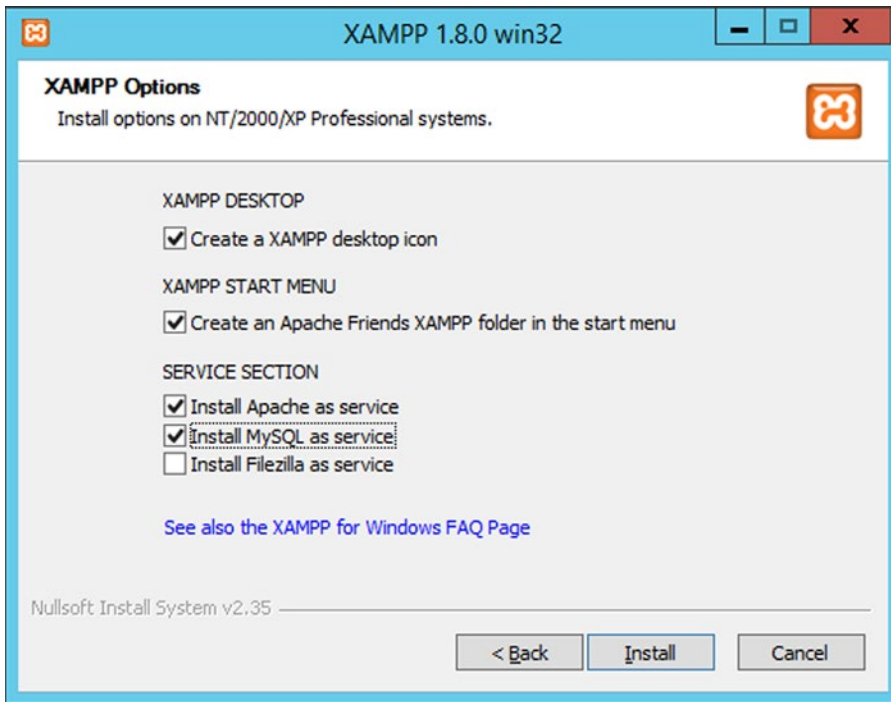 XAMPP 1.8.0 win32
XAMPP Options
Install options on NT/2000/XP Professional systems.
XAMPP DESKTOP
Create a XAMPP desktop icon
XAMPP START MENU
Create an Apache Friends XAMPP folder in the start menu
SERVICE SECTION
Install Apache as service
Install MySQL as service
Install Filezilla as service
See also the XAMPP for Windows FAQ Page
Nullsoft Install System v2.35
< Back Install Cancel